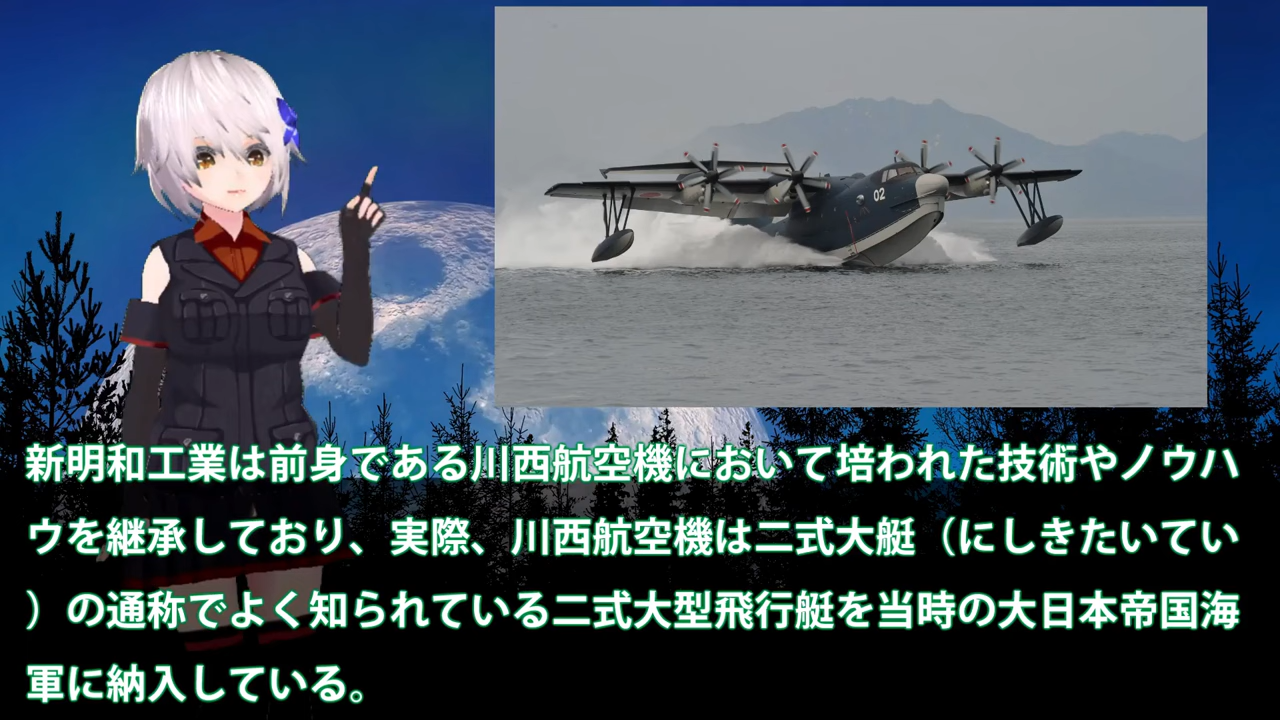 02
新明和工業は前身である川西航空機において培われた技術やノウハ
ウを継承しており、実際、川西航空機は二式大艇（にしきたいてい
）の通称でよく知られている二式大型飛行艇を当時の大日本帝国海
軍に納入している。